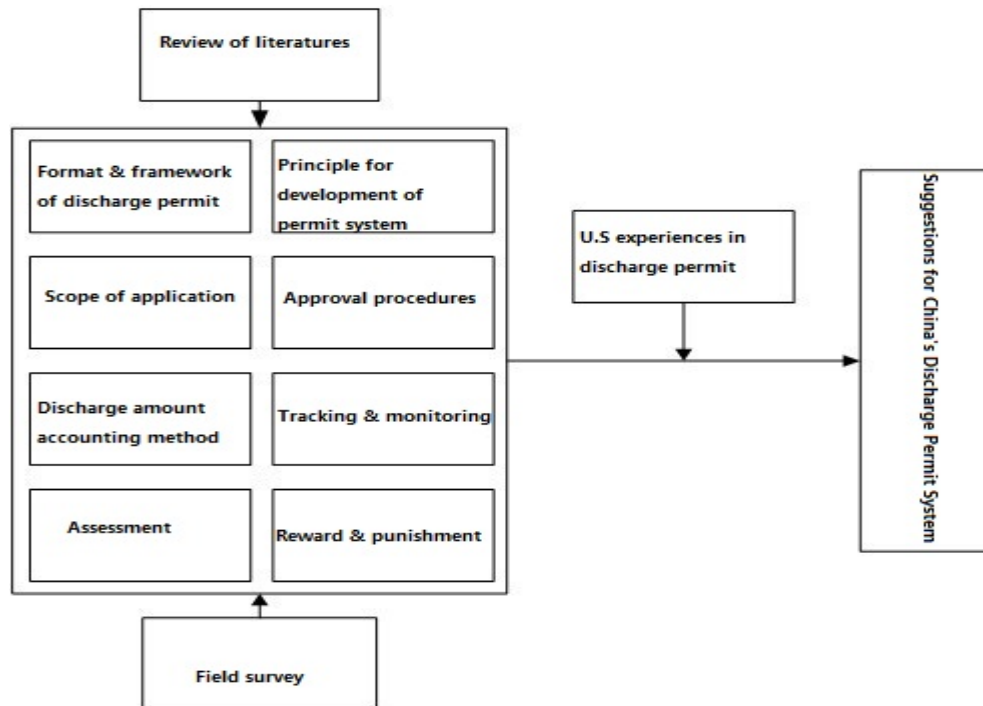 Review of literatures
Format & framework
of discharge permit
Principle for
development of
permit system
Scope of application
Approval procedures
Discharge amount
accounting method
Tracking & monitoring
Assessment
Reward & punishment
Field survey
U.S experiences in
discharge permit
Suggestions for China's Discharge Permit System